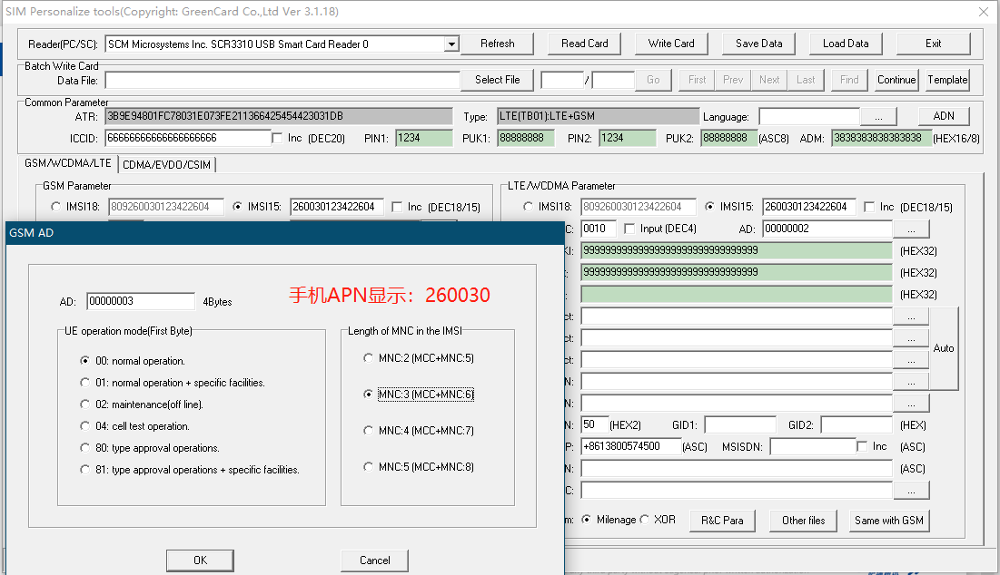 SIM Personalize tools(Copyright: GreenCard Co.,Ltd Ver 3.1.18)
Reader(PC/SC): SCM Microsystems Inc. SCR3310 USB Smart Card Reader 0 Refresh Read Card Write Card Save Data Load Data Exit
Batch Write Card
Data File: Select File / Go First Prev Next Last Find Continue Template
Common Parameter
ATR: 3B9E94801FC78031E073FE211366425454423031DB Type: LTE(TB01):LTE+GSM Language: ... ADN
ICCID: 66666666666666666666 Inc (DEC20) PIN1: 1234 PUK1: 88888888 PIN2: 1234 PUK2: 88888888 (ASC8) ADM: 3838383838383838 (HEX16/8)
GSM/WCDMA/LTE CDMA/EVDO/CSIM
GSM Parameter LTE/WCDMA Parameter
IMSI18: 809260030123422604 IMSI15: 260030123422604 Inc (DEC18/15) IMSI18: 809260030123422604 IMSI15: 260030123422604 Inc (DEC18/15)
C: 0010 Input (DEC4) AD: 00000002 ...
GSM AD
KI: 99999999999999999999999999999999 (HEX32)
99999999999999999999999999999999 (HEX32)
(HEX32)
AD: 00000003 4Bytes
手机APN显示：260030
ct: ...
UE operation mode(First Byte)
00: normal operation.
01: normal operation + specific facilities.
02: maintenance(off line).
04: cell test operation.
80: type approval operations.
81: type approval operations + specific facilities.
Length of MNC in the IMSI
MNC:2 (MCC+MNC:5)
MNC:3 (MCC+MNC:6)
MNC:4 (MCC+MNC:7)
MNC:5 (MCC+MNC:8)
OK Cancel
ct: ...
Auto
ct: ...
N: ...
N: ...
N: 50 (HEX2) GID1: GID2: (HEX)
P: +8613800574500 (ASC) MSISDN: Inc (ASC)
N: (ASC)
C: ...
m: Milenage XOR R&C Para Other files Same with GSM